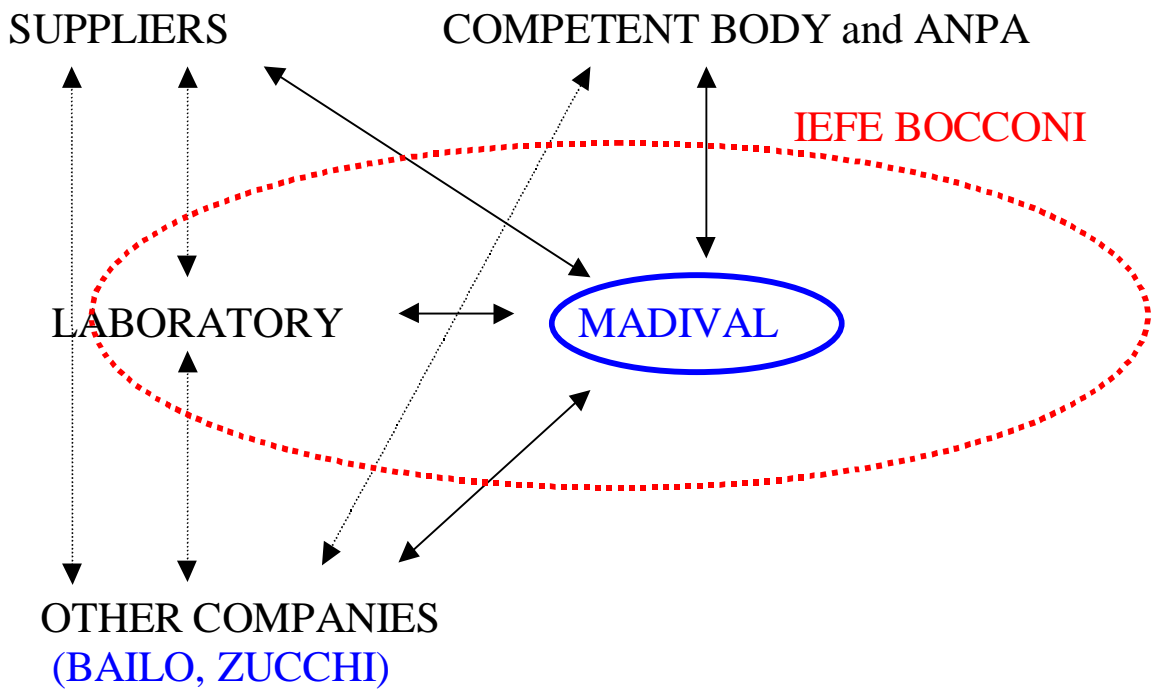 SUPPLIERS
COMPETENT BODY and ANPA
IEFE BOCCONI
LABORATORY
MADIVAL
OTHER COMPANIES
(BAILO, ZUCCHI)